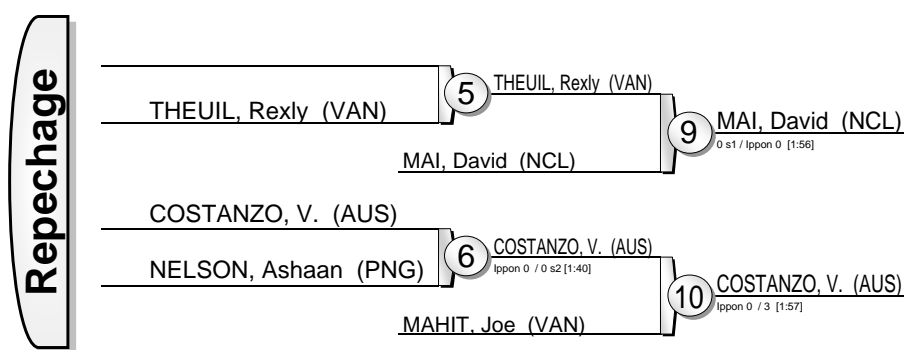 Repechage
THEUIL, Rexly (VAN)
5
THEUIL, Rexly (VAN)
MAI, David (NCL)
9
MAI, David (NCL)
0 s1 / Ippon 0 [1:56]
COSTANZO, V. (AUS)
NELSON, Ashaan (PNG)
6
COSTANZO, V. (AUS)
Ippon 0 / 0 s2 [1:40]
MAHIT, Joe (VAN)
10
COSTANZO, V. (AUS)
Ippon 0 / 3 [1:57]